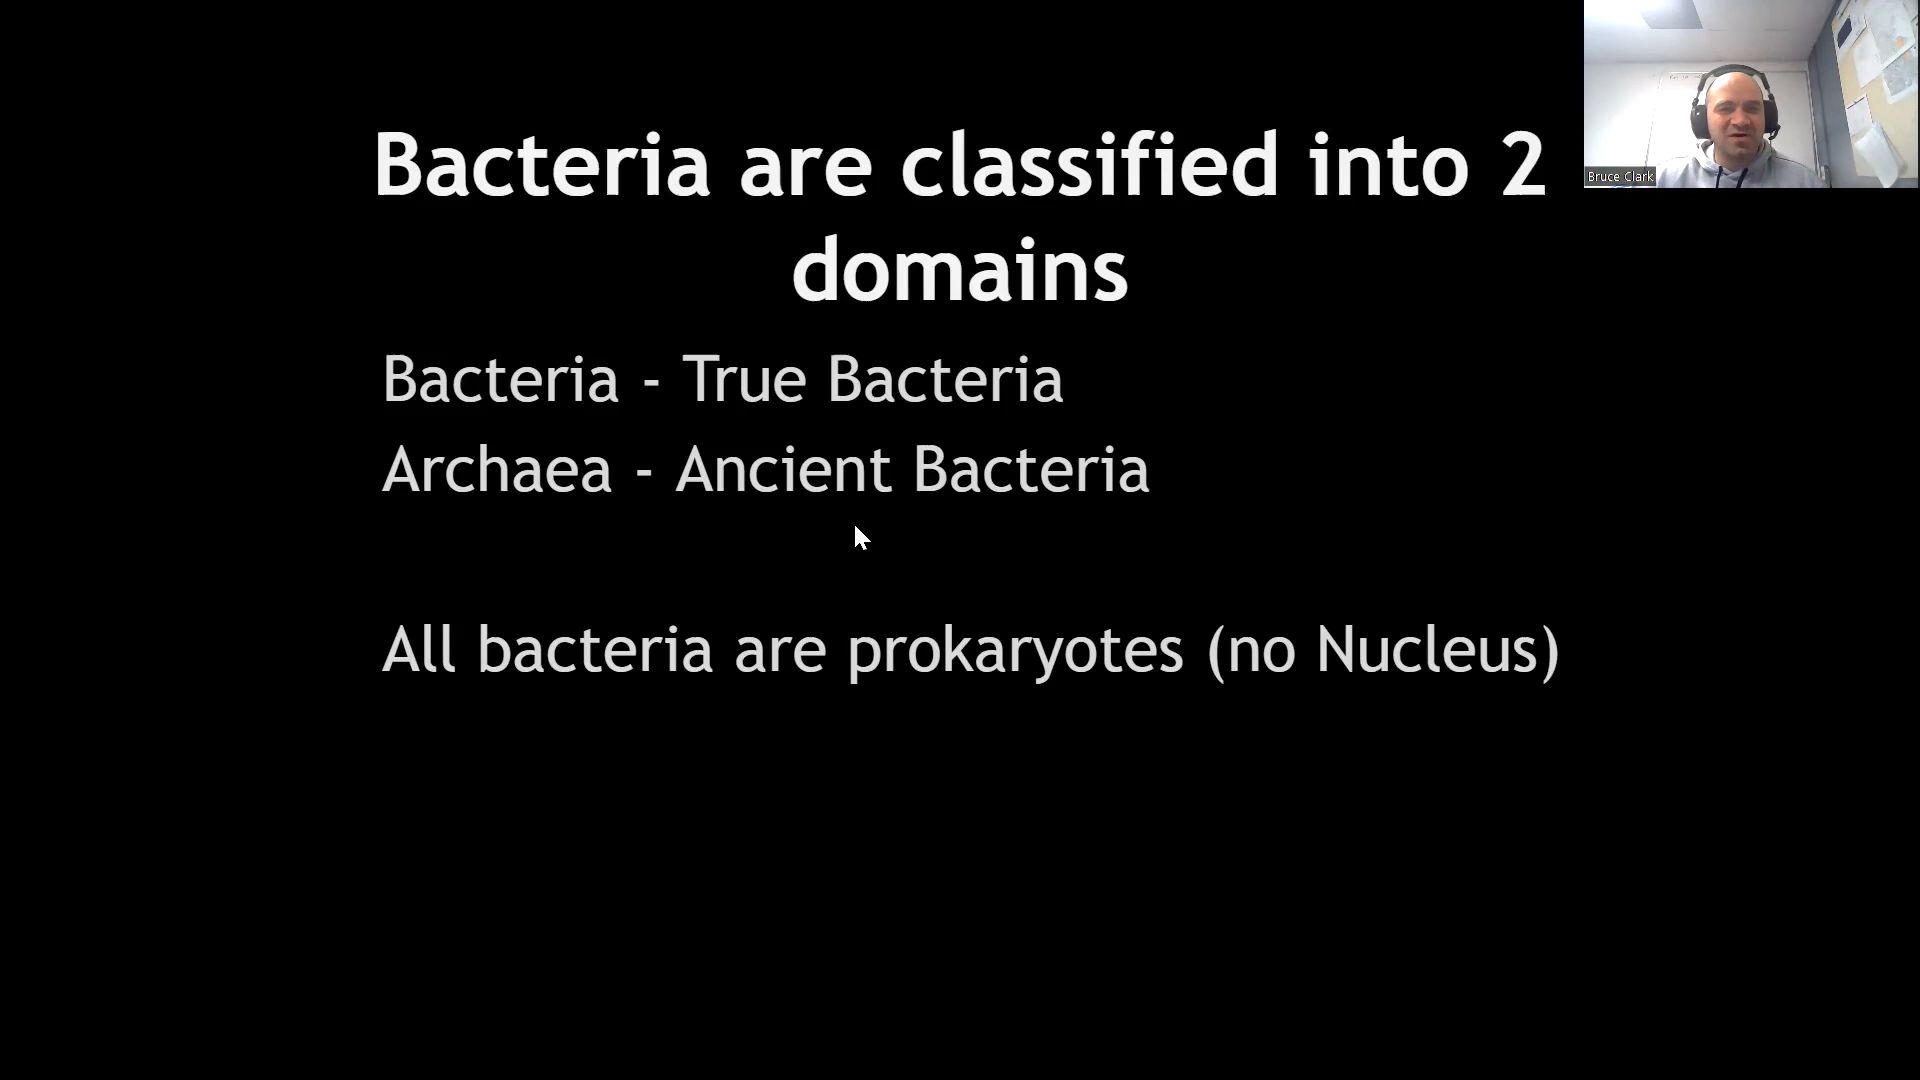 Bacteria are classified into 2
domains
Bacteria - True Bacteria
Archaea - Ancient Bacteria
All bacteria are prokaryotes (no Nucleus)
Bruce Clark